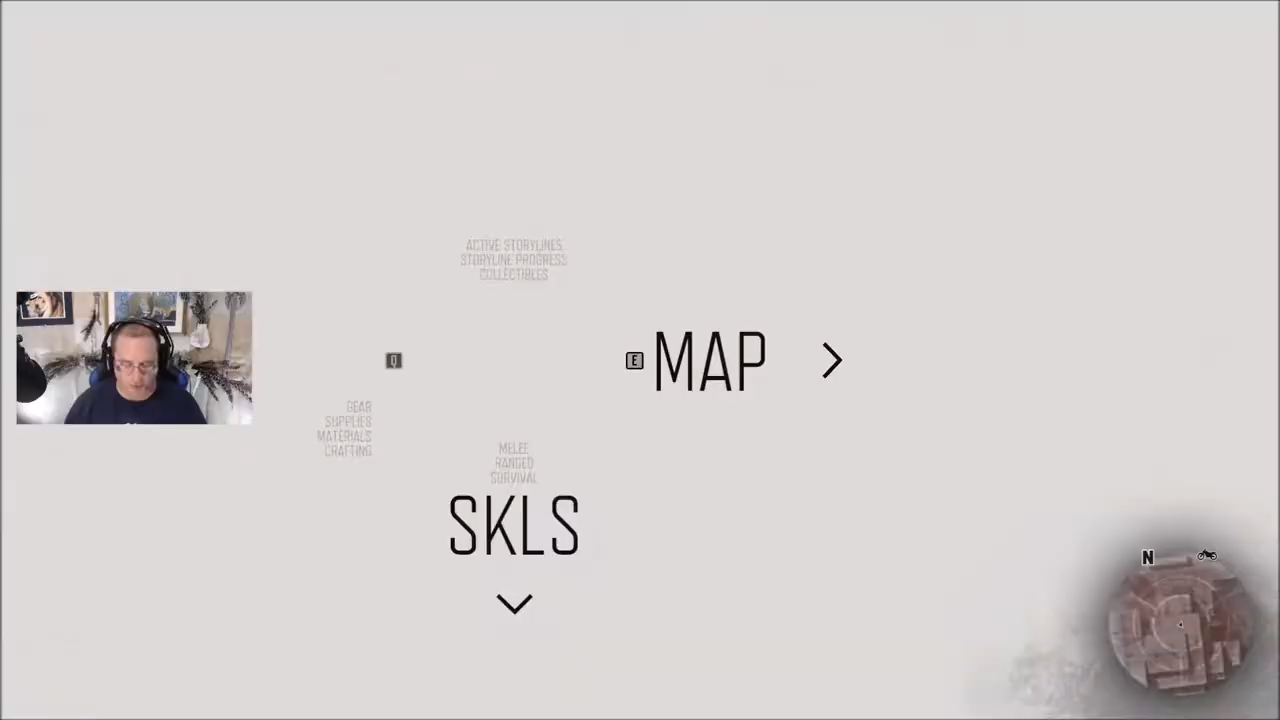 ACTIVE STORYLINES
STORYLINE PROGRESS
COLLECTIBLES
Q
E
MAP
GEAR
SUPPLIES
MATERIALS
CRAFTING
MELEE
RANGED
SURVIVAL
SKLS
N